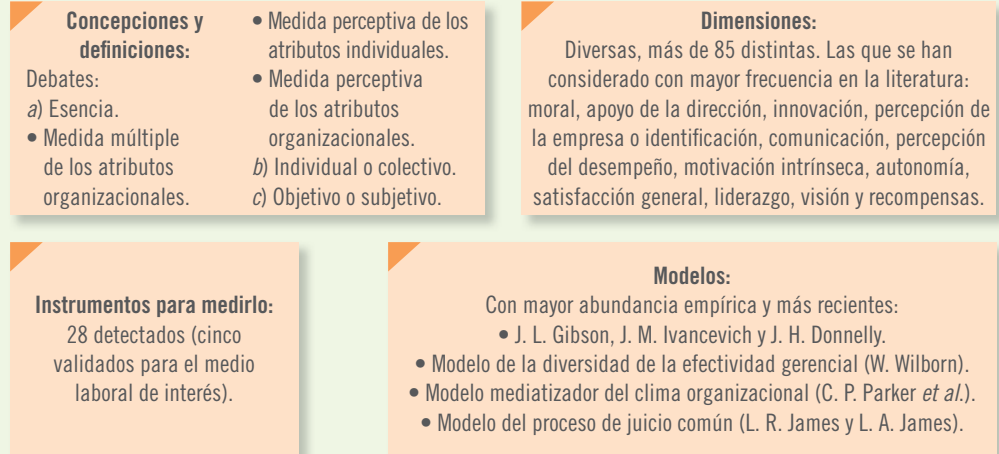 Concepciones y
definiciones:
Debates:
a) Esencia.
• Medida múltiple
de los atributos
organizacionales.
• Medida perceptiva de los
atributos individuales.
• Medida perceptiva
de los atributos
organizacionales.
b) Individual o colectivo.
c) Objetivo o subjetivo.
Dimensiones:
Diversas, más de 85 distintas. Las que se han
considerado con mayor frecuencia en la literatura:
moral, apoyo de la dirección, innovación, percepción de
la empresa o identificación, comunicación, percepción
del desempeño, motivación intrínseca, autonomía,
satisfacción general, liderazgo, visión y recompensas.
Instrumentos para medirlo:
28 detectados (cinco
validados para el medio
laboral de interés).
Modelos:
Con mayor abundancia empírica y más recientes:
• J. L. Gibson, J. M. Ivancevich y J. H. Donnelly.
• Modelo de la diversidad de la efectividad gerencial (W. Wilborn).
• Modelo mediatizador del clima organizacional (C. P. Parker et al.).
• Modelo del proceso de juicio común (L. R. James y L. A. James).